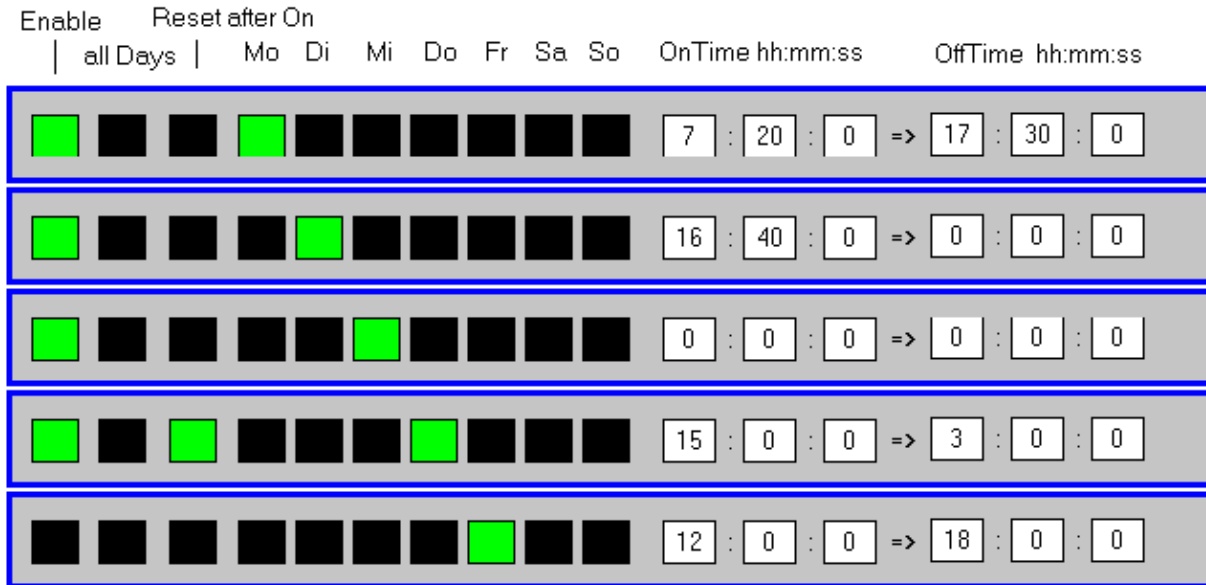 Enable Reset after On
| all Days | Mo Di Mi Do Fr Sa So OnTime hh:mm:ss OffTime hh:mm:ss
7 : 20 : 0 => 17 : 30 : 0
16 : 40 : 0 => 0 : 0 : 0
0 : 0 : 0 => 0 : 0 : 0
15 : 0 : 0 => 3 : 0 : 0
12 : 0 : 0 => 18 : 0 : 0